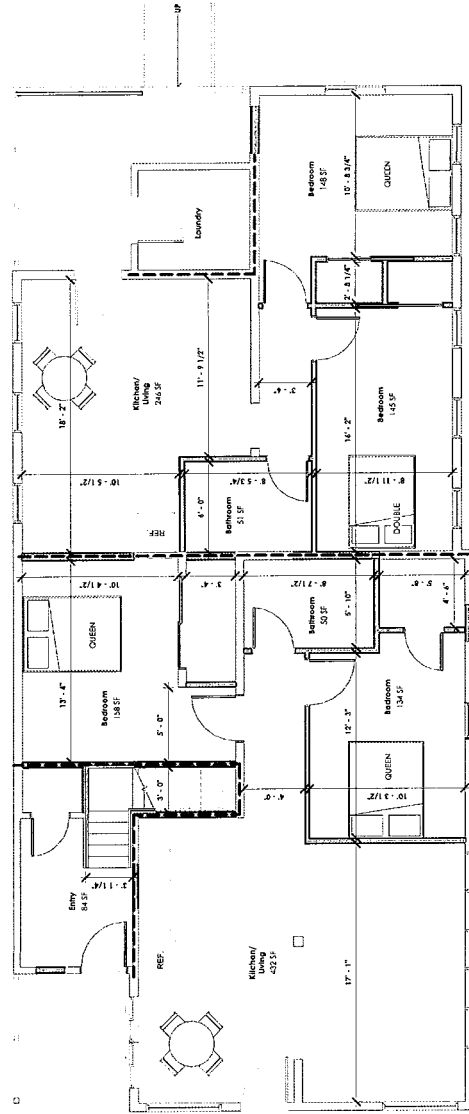 UP
Laundry
Bedroom
148 SF
10' - 8 3/4"
QUEEN
2' - 8 1/4"
18' - 2"
Kitchen/
Living
246 SF
11' - 9 1/2"
3' - 6"
16' - 2"
Bedroom
145 SF
10' - 5 1/2"
REF.
6' - 0"
Bathroom
51 SF
8' - 5 3/4"
DOUBLE
8' - 11 1/2"
10' - 4 1/2"
3' - 4"
8' - 7 1/2"
5' - 8"
13' - 4"
QUEEN
Bedroom
158 SF
5' - 0"
Bathroom
50 SF
5' - 10"
4' - 6"
12' - 3"
Bedroom
134 SF
3' - 0"
4' - 0"
10' - 3 1/2"
QUEEN
3' - 1 1/4"
Entry
84 SF
REF.
Kitchen/
Living
432 SF
17' - 1"